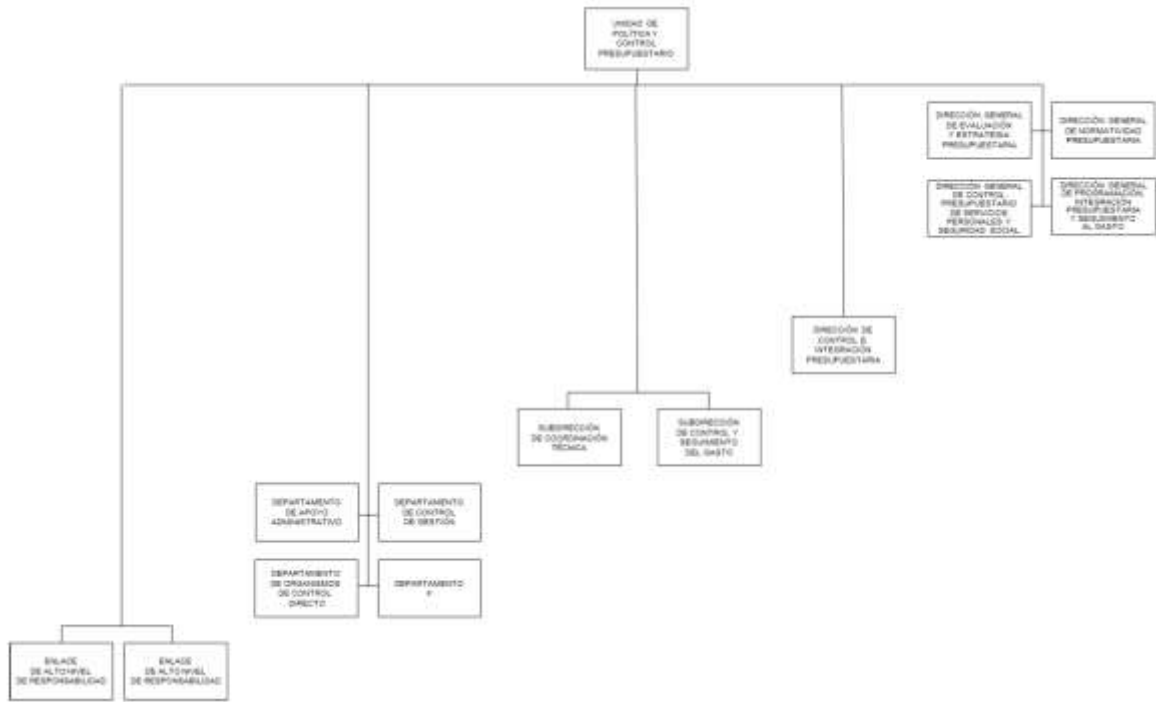 UNIDAD DE
POLÍTICA Y
CONTROL
PRESUPUESTARIO
DIRECCIÓN GENERAL
DE EVALUACIÓN
Y ESTRATEGIA
PRESUPUESTARIA
DIRECCIÓN GENERAL
DE NORMATIVIDAD
PRESUPUESTARIA
DIRECCIÓN GENERAL
DE CONTROL
PRESUPUESTARIO
DE SERVICIOS
PERSONALES Y
SEGURIDAD SOCIAL
DIRECCIÓN GENERAL
DE PROGRAMACIÓN,
INTEGRACIÓN
PRESUPUESTARIA
Y SEGUIMIENTO
AL GASTO
DIRECCIÓN DE
CONTROL E
INTEGRACIÓN
PRESUPUESTARIA
SUBDIRECCIÓN
DE COORDINACIÓN
TÉCNICA
SUBDIRECCIÓN
DE CONTROL Y
SEGUIMIENTO
DEL GASTO
DEPARTAMENTO
DE APOYO
ADMINISTRATIVO
DEPARTAMENTO
DE CONTROL
DE GESTIÓN
DEPARTAMENTO
DE ORGANISMOS
DE CONTROL
DIRECTO
DEPARTAMENTO
ENLACE
DE ALTO NIVEL
DE RESPONSABILIDAD
ENLACE
DE ALTO NIVEL
DE RESPONSABILIDAD